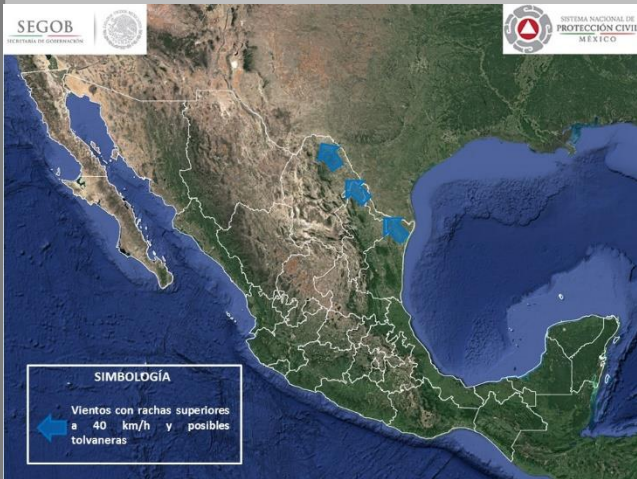 SEGOB
SECRETARÍA DE GOBERNACIÓN
SISTEMA NACIONAL DE
PROTECCIÓN CIVIL
MÉXICO
SIMBOLOGÍA
Vientos con rachas superiores
a 40 km/h y posibles
tolvaneras